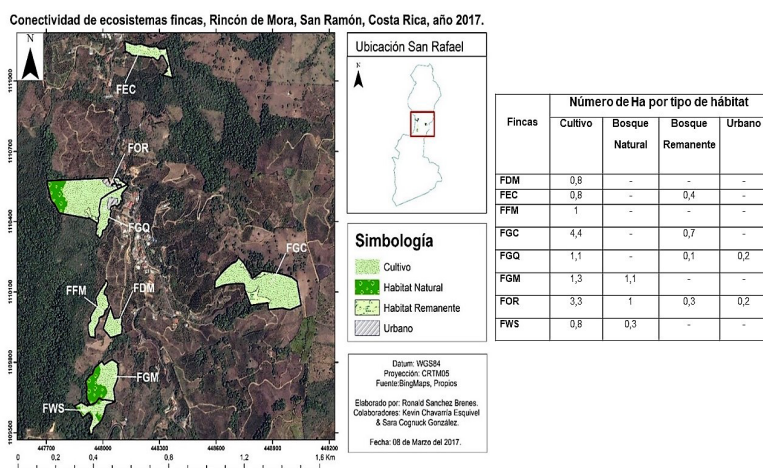 Conectividad de ecosistemas fincas, Rincón de Mora, San Ramón, Costa Rica, año 2017.
N
FEC
FOR
FGQ
FGC
FFM
FDM
FGM
FWS
1111000
1110700
1110400
1110100
1109800
1109500
447700 448000 448300 448600 448900 449200
0 0,2 0,4 0,8 1,2 1,6 Km
Ubicación San Rafael
N
Simbología
Cultivo
Habitat Natural
Habitat Remanente
Urbano
Datum: WGS84
Proyección: CRTM05
Fuente:BingMaps, Propios
Elaborado por: Ronald Sanchez Brenes.
Colaboradores: Kevin Chavarría Esquivel
& Sara Cognuck González.
Fecha: 08 de Marzo del 2017.
Fincas Número de Ha por tipo de hábitat
Cultivo Bosque Natural Bosque Remanente Urbano
FDM 0,8 - - -
FEC 0,8 - 0,4 -
FFM 1 - - -
FGC 4,4 - 0,7 -
FGQ 1,1 - 0,1 0,2
FGM 1,3 1,1 - -
FOR 3,3 1 0,3 0,2
FWS 0,8 0,3 - -